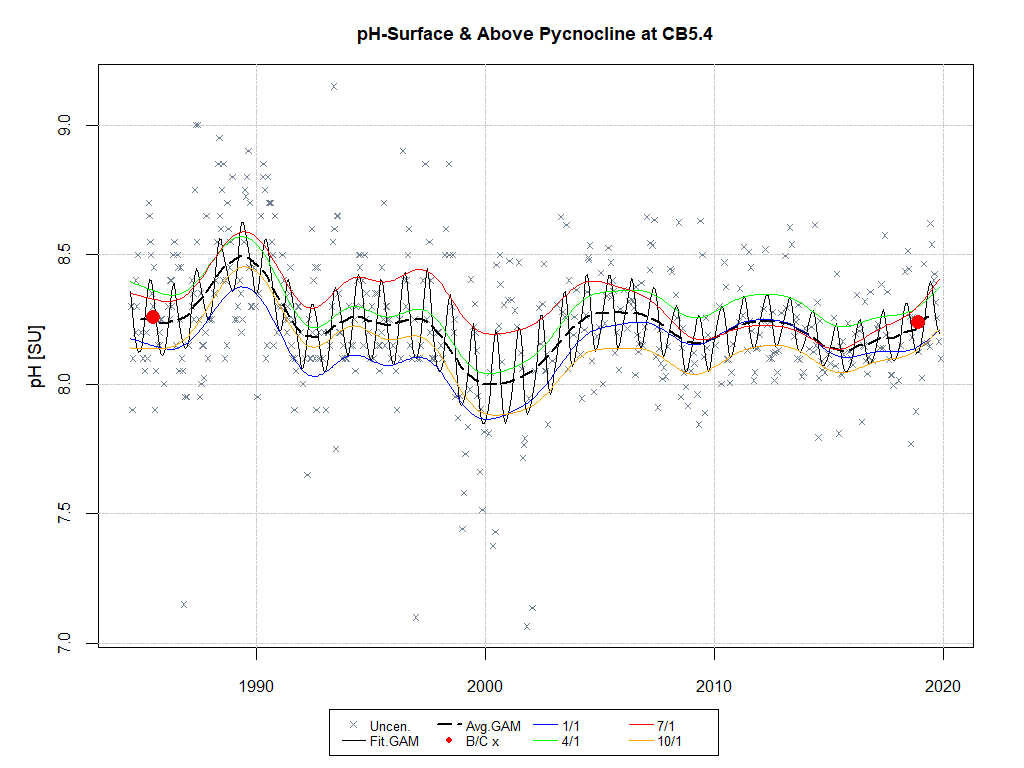 pH-Surface & Above Pycnocline at CB5.4
pH [SU]
9.0
8.5
8.0
7.5
7.0
1990 2000 2010 2020
Uncen. Avg.GAM 1/1 7/1
Fit.GAM B/C x 4/1 10/1